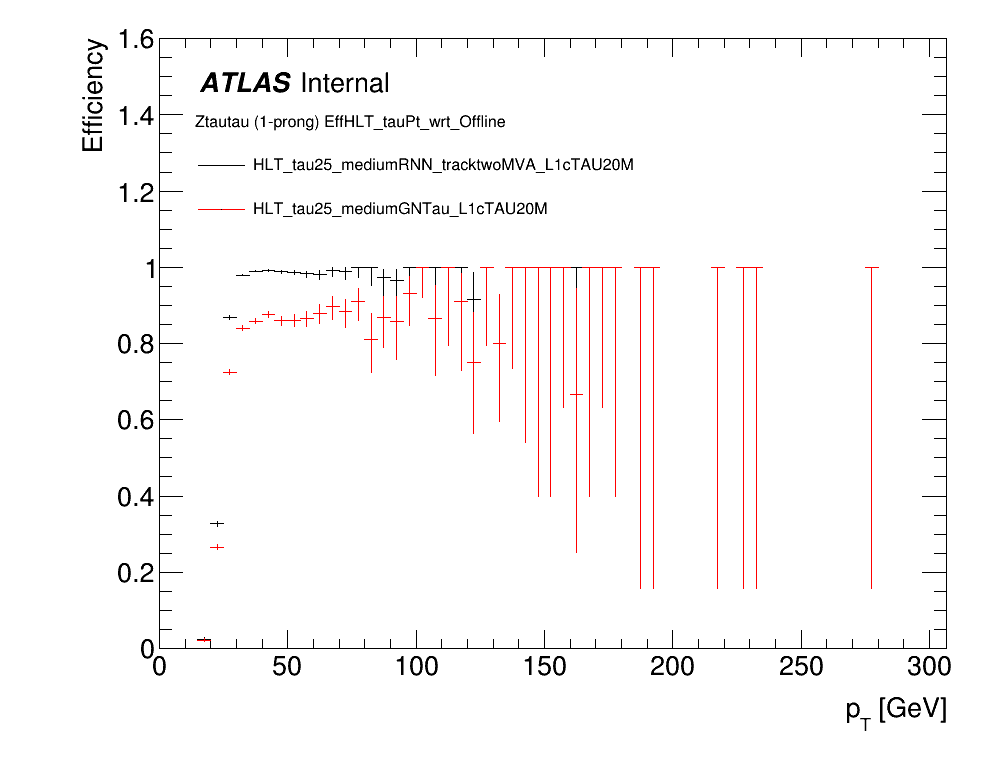 Efficiency
1.6
1.4
1.2
1
0.8
0.6
0.4
0.2
0
ATLAS Internal
Ztautau (1-prong) EffHLT_tauPt_wrt_Offline
HLT_tau25_mediumRNN_tracktwoMVA_L1cTAU20M
HLT_tau25_mediumGNTau_L1cTAU20M
0 50 100 150 200 250 300
pT [GeV]